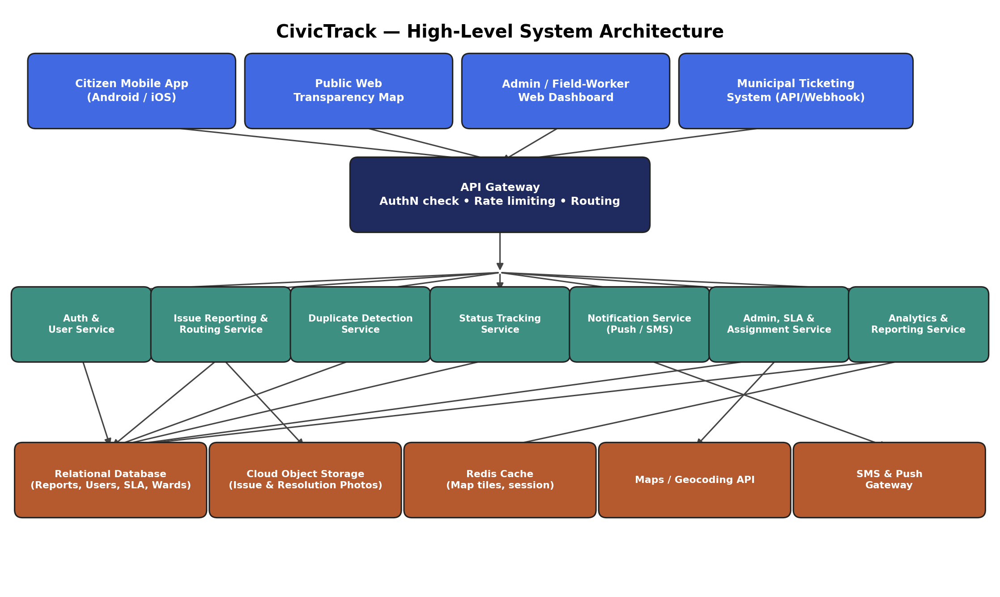 CivicTrack — High-Level System Architecture
Citizen Mobile App
(Android / iOS)
Public Web
Transparency Map
Admin / Field-Worker
Web Dashboard
Municipal Ticketing
System (API/Webhook)
API Gateway
AuthN check • Rate limiting • Routing
Auth &
User Service
Issue Reporting &
Routing Service
Duplicate Detection
Service
Status Tracking
Service
Notification Service
(Push / SMS)
Admin, SLA &
Assignment Service
Analytics &
Reporting Service
Relational Database
(Reports, Users, SLA, Wards)
Cloud Object Storage
(Issue & Resolution Photos)
Redis Cache
(Map tiles, session)
Maps / Geocoding API
SMS & Push
Gateway